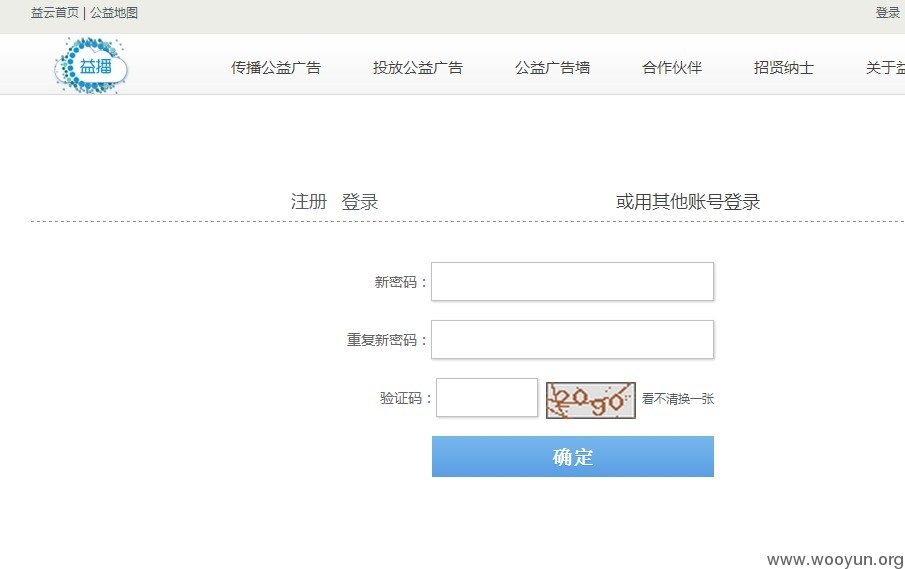 益云首页 | 公益地图 登录
益播 传播公益广告 投放公益广告 公益广告墙 合作伙伴 招贤纳士 关于益
注册 登录 或用其他账号登录
新密码：
重复新密码：
验证码： 看不清换一张
确定
www.wooyun.org